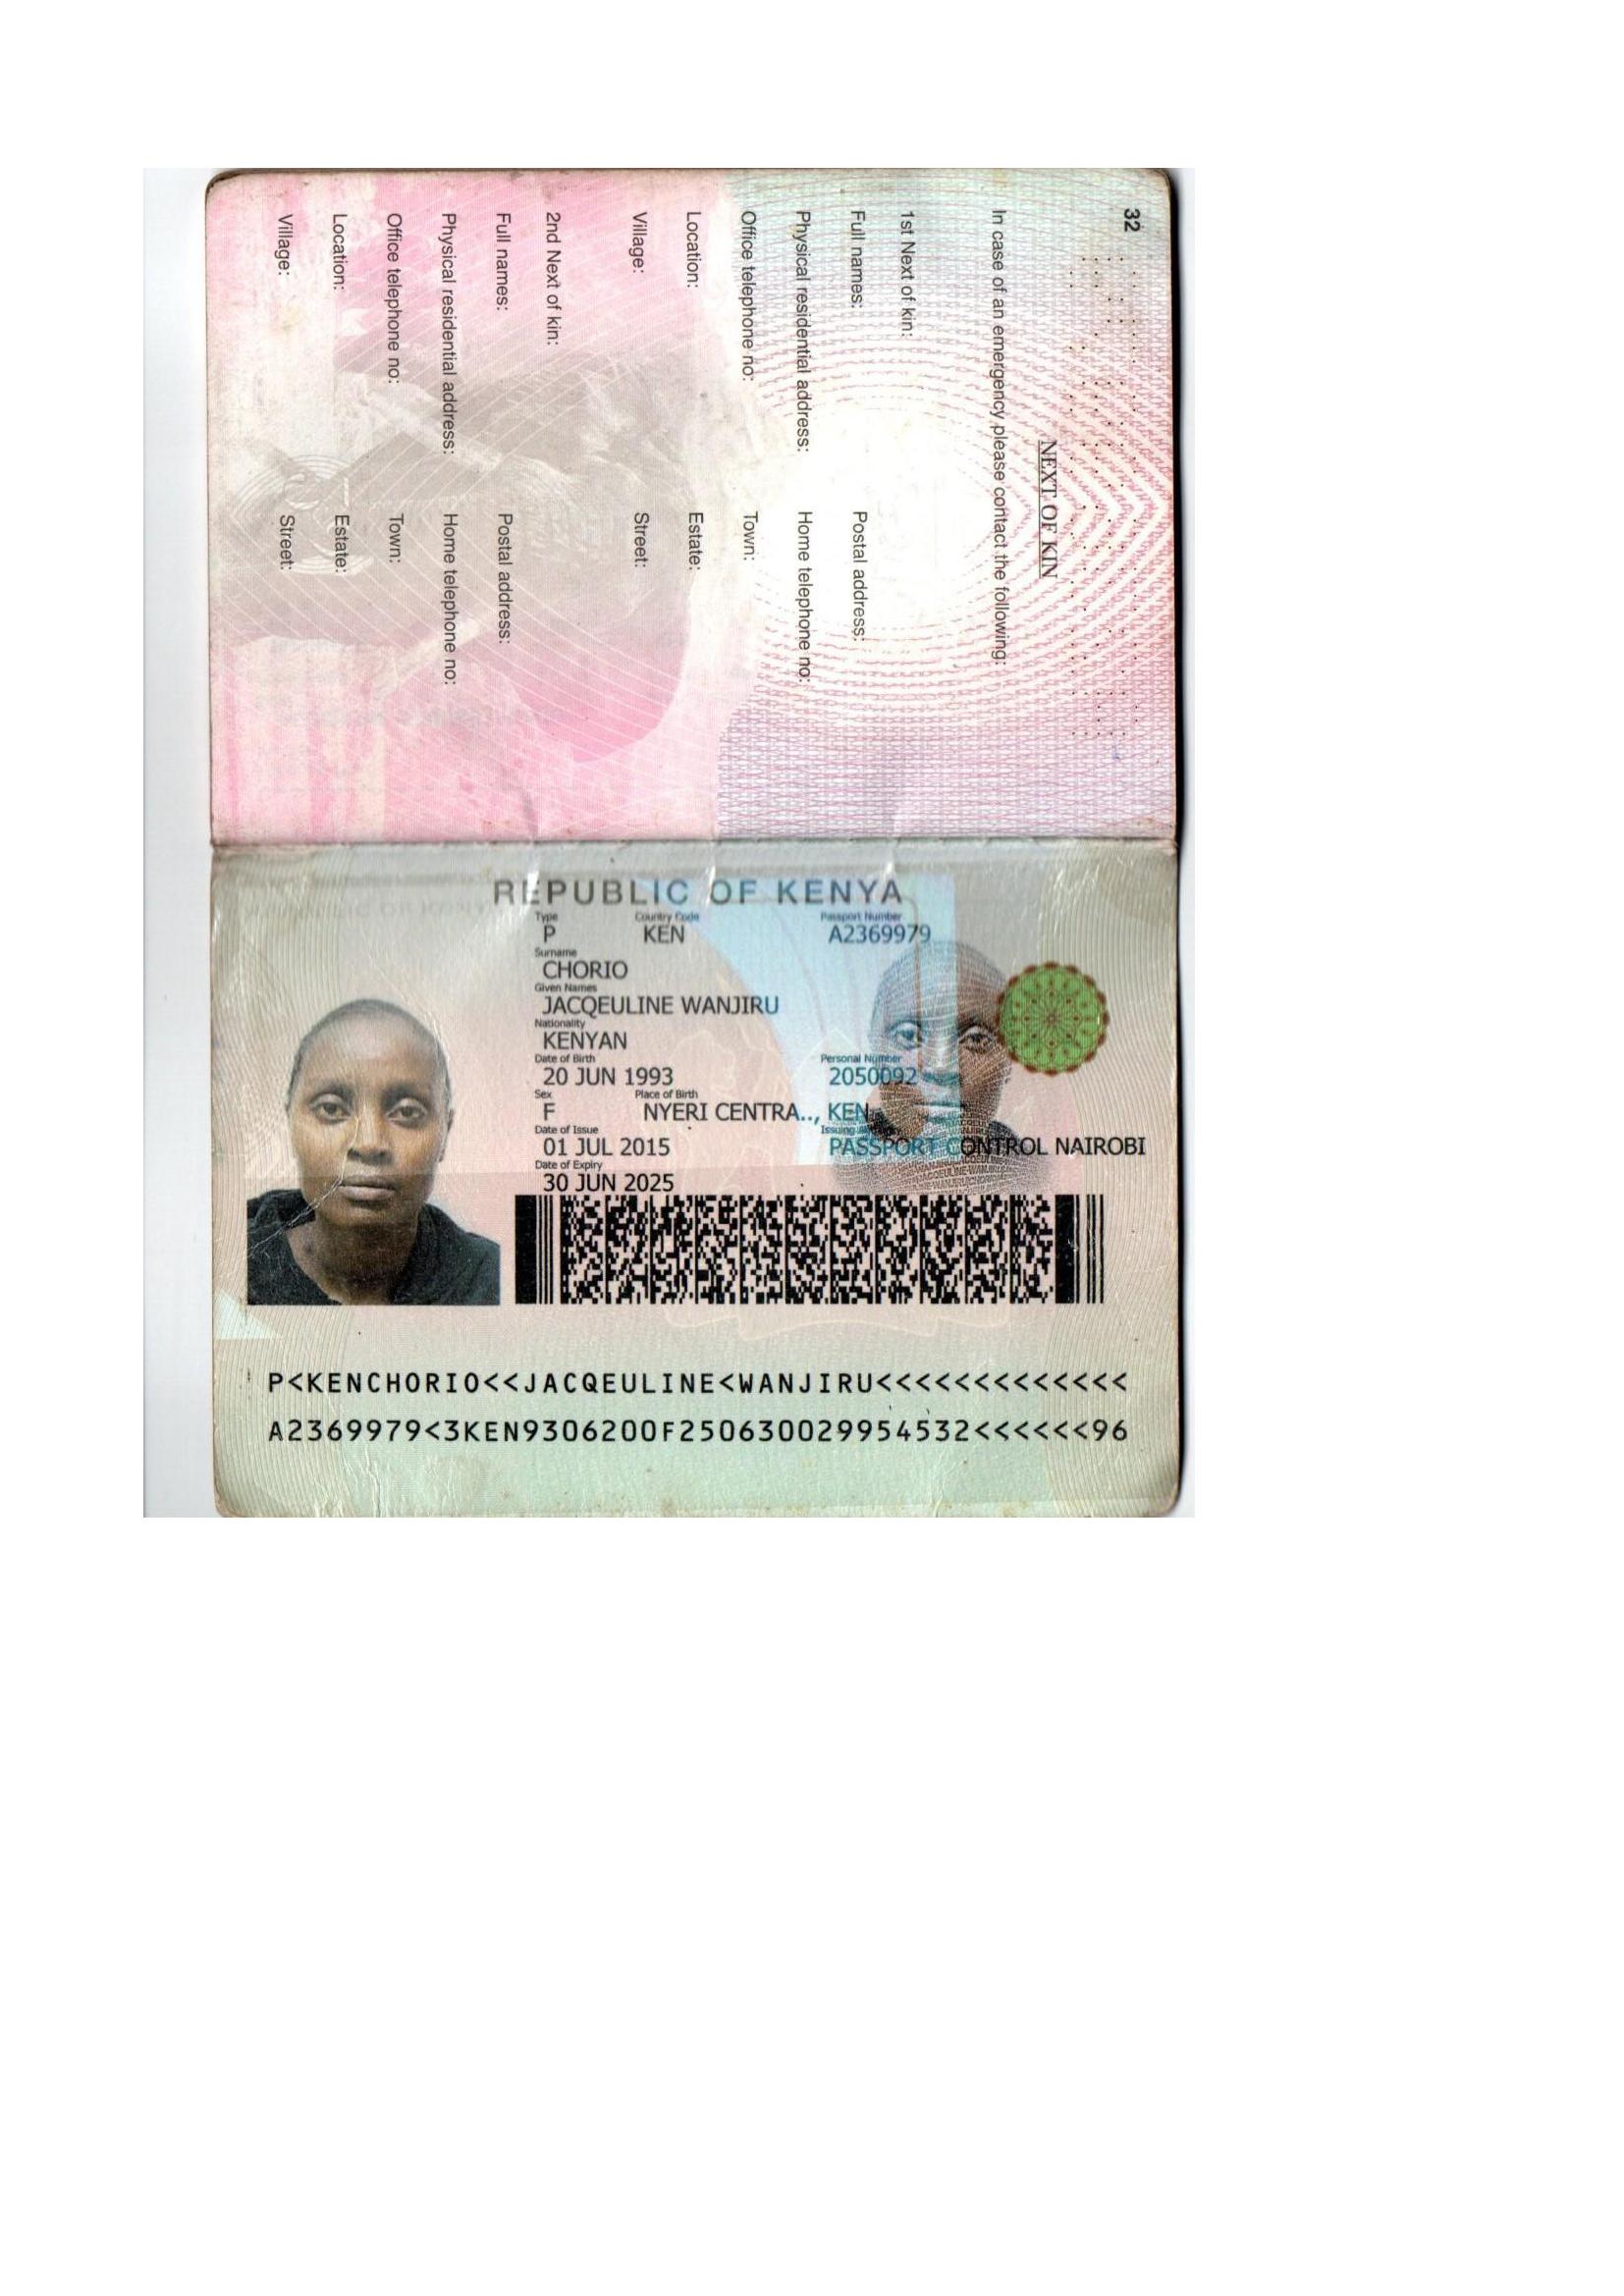 32
NEXT OF KIN
In case of an emergency please contact the following:
1st Next of kin:
Full names: Postal address:
Physical residential address: Home telephone no:
Office telephone no: Town:
Location: Estate:
Village: Street:
2nd Next of kin:
Full names: Postal address:
Physical residential address: Home telephone no:
Office telephone no: Town:
Location: Estate:
Village: Street:
REPUBLIC OF KENYA
Type Country Code Passport Number
P KEN A2369979
Surname
CHORIO
Given Names
JACQEULINE WANJIRU
Nationality
KENYAN
Date of Birth Personal Number
20 JUN 1993 2050092
Sex Place of Birth
F NYERI CENTRA.., KEN
Date of Issue Issuing
01 JUL 2015 PASSPORT CONTROL NAIROBI
Date of Expiry
30 JUN 2025
P<KENCHORIO<<JACQEULINE<WANJIRU<<<<<<<<<<<<<
A2369979<3KEN9306200F250630029954532<<<<<<96